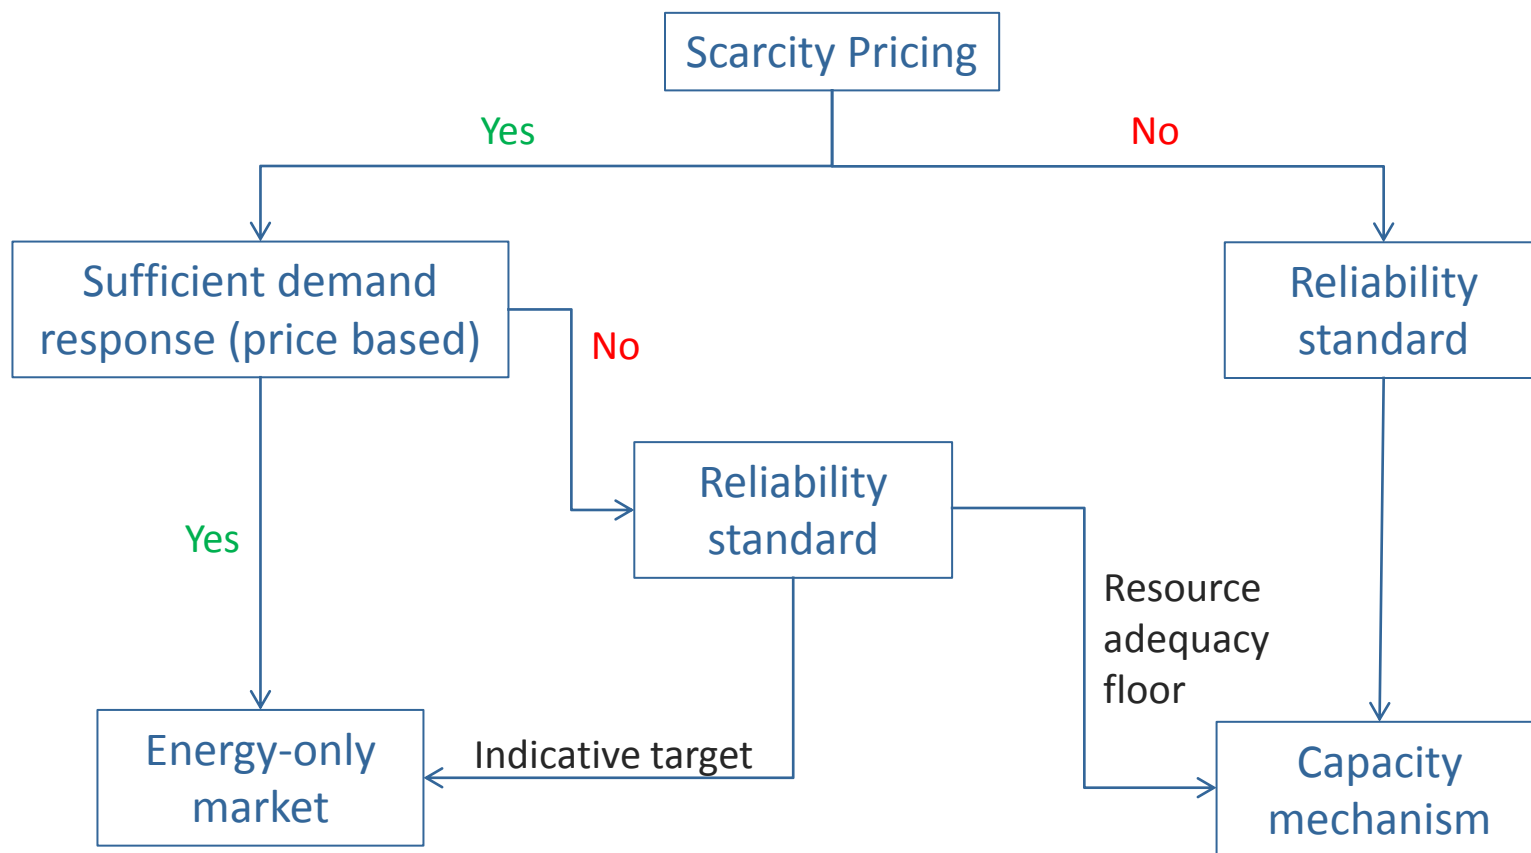 Scarcity Pricing
Yes
No
Sufficient demand
response (price based)
Reliability
standard
No
Reliability
standard
Yes
Resource
adequacy
floor
Energy-only
market
Indicative target
Capacity
mechanism